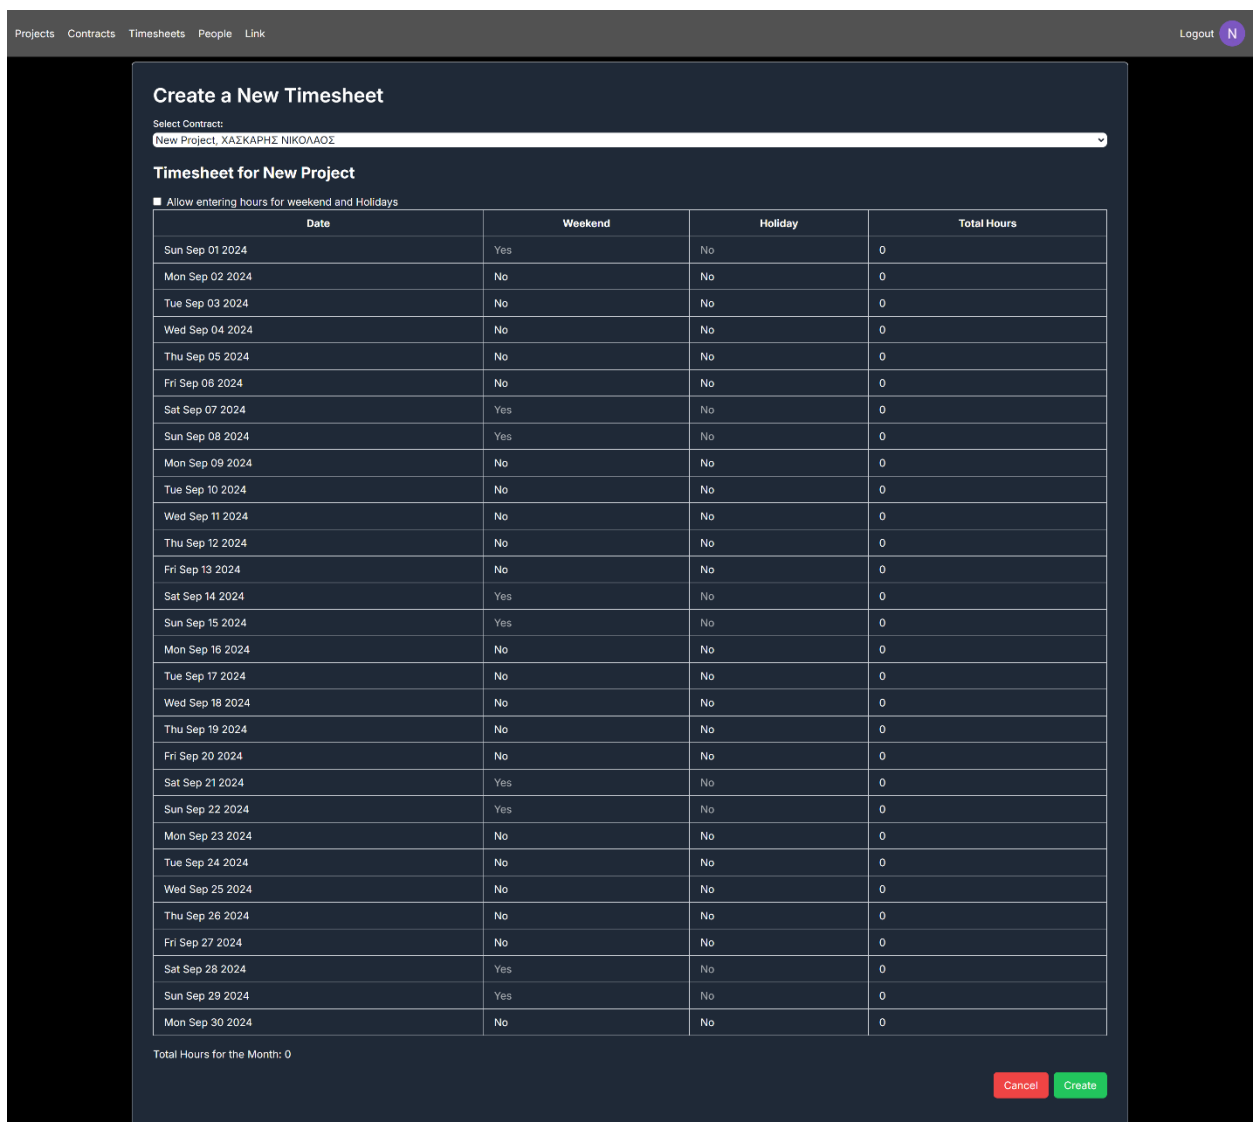 Projects Contracts Timesheets People Link Logout N
Create a New Timesheet
Select Contract:
New Project, ΧΑΣΚΑΡΗΣ ΝΙΚΟΛΑΟΣ
Timesheet for New Project
Allow entering hours for weekend and Holidays
Date Weekend Holiday Total Hours
Sun Sep 01 2024 Yes No 0
Mon Sep 02 2024 No No 0
Tue Sep 03 2024 No No 0
Wed Sep 04 2024 No No 0
Thu Sep 05 2024 No No 0
Fri Sep 06 2024 No No 0
Sat Sep 07 2024 Yes No 0
Sun Sep 08 2024 Yes No 0
Mon Sep 09 2024 No No 0
Tue Sep 10 2024 No No 0
Wed Sep 11 2024 No No 0
Thu Sep 12 2024 No No 0
Fri Sep 13 2024 No No 0
Sat Sep 14 2024 Yes No 0
Sun Sep 15 2024 Yes No 0
Mon Sep 16 2024 No No 0
Tue Sep 17 2024 No No 0
Wed Sep 18 2024 No No 0
Thu Sep 19 2024 No No 0
Fri Sep 20 2024 No No 0
Sat Sep 21 2024 Yes No 0
Sun Sep 22 2024 Yes No 0
Mon Sep 23 2024 No No 0
Tue Sep 24 2024 No No 0
Wed Sep 25 2024 No No 0
Thu Sep 26 2024 No No 0
Fri Sep 27 2024 No No 0
Sat Sep 28 2024 Yes No 0
Sun Sep 29 2024 Yes No 0
Mon Sep 30 2024 No No 0
Total Hours for the Month: 0
Cancel Create